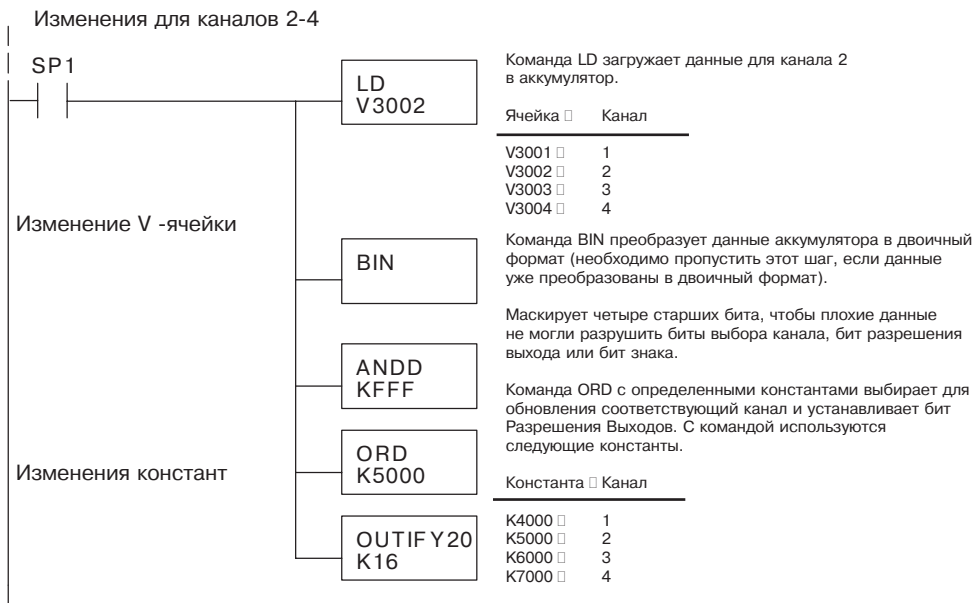 Изменения для каналов 2-4
SP1
LD
V3002
Команда LD загружает данные для канала 2
в аккумулятор.
Ячейка □ Канал
V3001 □ 1
V3002 □ 2
V3003 □ 3
V3004 □ 4
Изменение V -ячейки
BIN
Команда BIN преобразует данные аккумулятора в двоичный
формат (необходимо пропустить этот шаг, если данные
уже преобразованы в двоичный формат).
Маскирует четыре старших бита, чтобы плохие данные
не могли разрушить биты выбора канала, бит разрешения
выхода или бит знака.
ANDD
KFFF
Команда ORD с определенными константами выбирает для
обновления соответствующий канал и устанавливает бит
Разрешения Выходов. С командой используются
следующие константы.
ORD
K5000
Изменения констант
Константа □ Канал
K4000 □ 1
K5000 □ 2
K6000 □ 3
K7000 □ 4
OUTIF Y20
K16